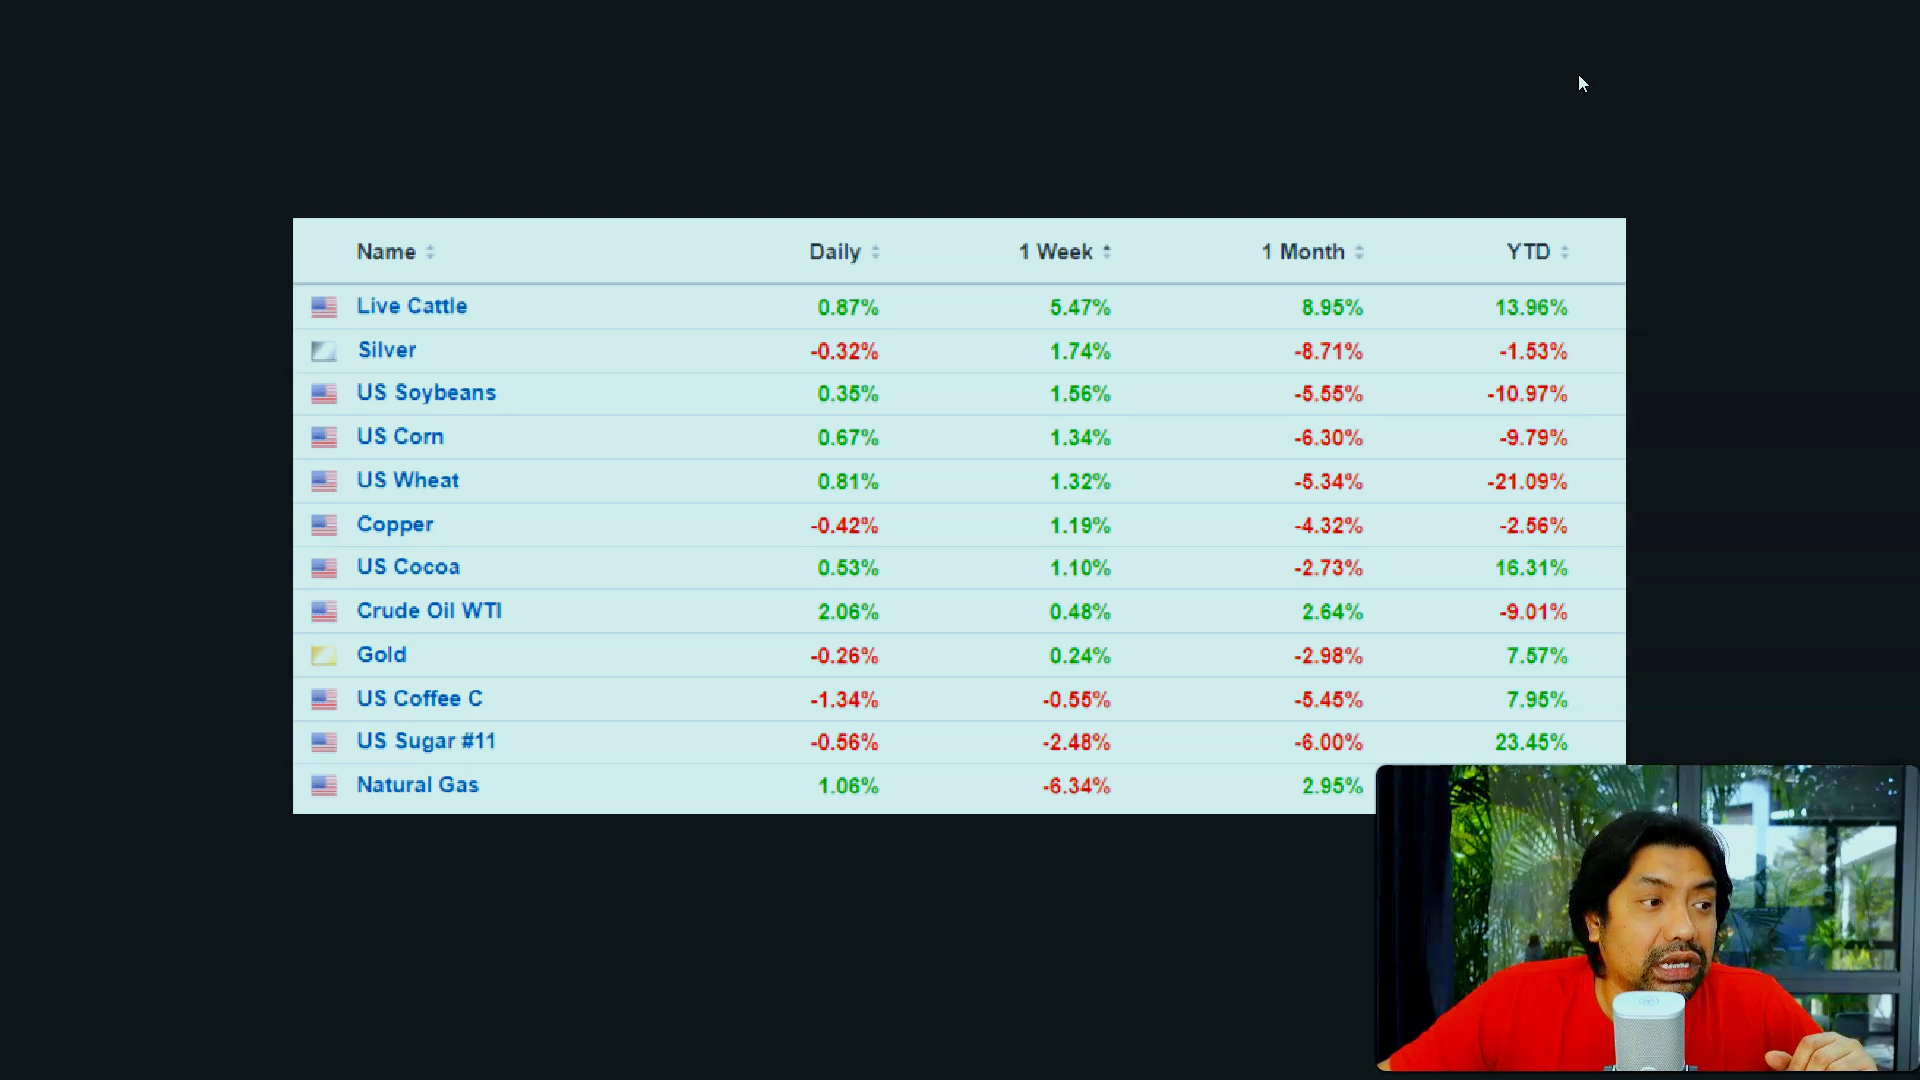 Name Daily 1 Week 1 Month YTD
Live Cattle 0.87% 5.47% 8.95% 13.96%
Silver -0.32% 1.74% -8.71% -1.53%
US Soybeans 0.35% 1.56% -5.55% -10.97%
US Corn 0.67% 1.34% -6.30% -9.79%
US Wheat 0.81% 1.32% -5.34% -21.09%
Copper -0.42% 1.19% -4.32% -2.56%
US Cocoa 0.53% 1.10% -2.73% 16.31%
Crude Oil WTI 2.06% 0.48% 2.64% -9.01%
Gold -0.26% 0.24% -2.98% 7.57%
US Coffee C -1.34% -0.55% -5.45% 7.95%
US Sugar #11 -0.56% -2.48% -6.00% 23.45%
Natural Gas 1.06% -6.34% 2.95%